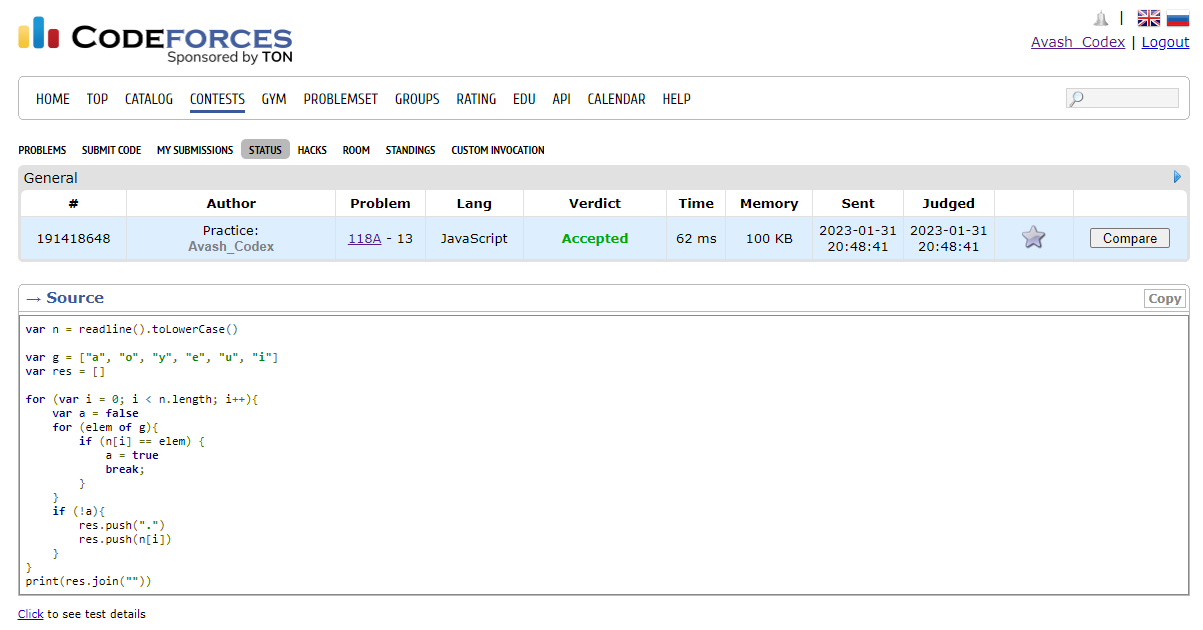 CODEFORCES
Sponsored by TON
|
Avash_Codex | Logout
HOME TOP CATALOG CONTESTS GYM PROBLEMSET GROUPS RATING EDU API CALENDAR HELP
PROBLEMS SUBMIT CODE MY SUBMISSIONS STATUS HACKS ROOM STANDINGS CUSTOM INVOCATION
General
# Author Problem Lang Verdict Time Memory Sent Judged
191418648 Practice: Avash_Codex 118A - 13 JavaScript Accepted 62 ms 100 KB 2023-01-31 20:48:41 2023-01-31 20:48:41 Compare
→ Source Copy
var n = readline().toLowerCase()
var g = ["a", "o", "y", "e", "u", "i"]
var res = []
for (var i = 0; i < n.length; i++){
    var a = false
    for (elem of g){
        if (n[i] == elem) {
            a = true
            break;
        }
    }
    if (!a){
        res.push(".")
        res.push(n[i])
    }
}
print(res.join(""))
Click to see test details